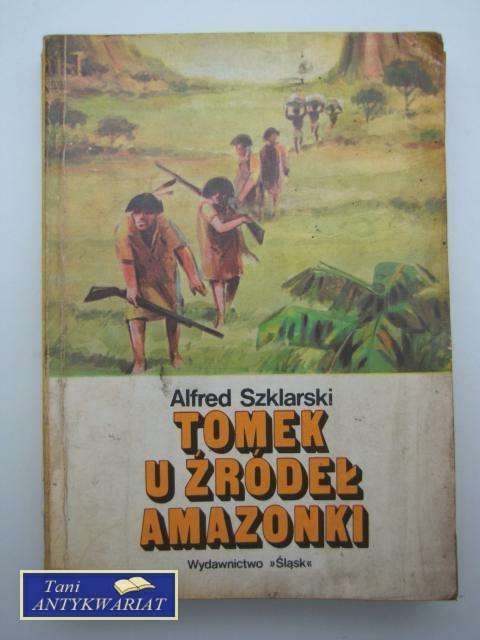 Alfred Szklarski
TOMEK
U ŹRÓDEŁ
AMAZONKI
Wydawnictwo »Śląsk«
Tani
ANTYKWARIAT